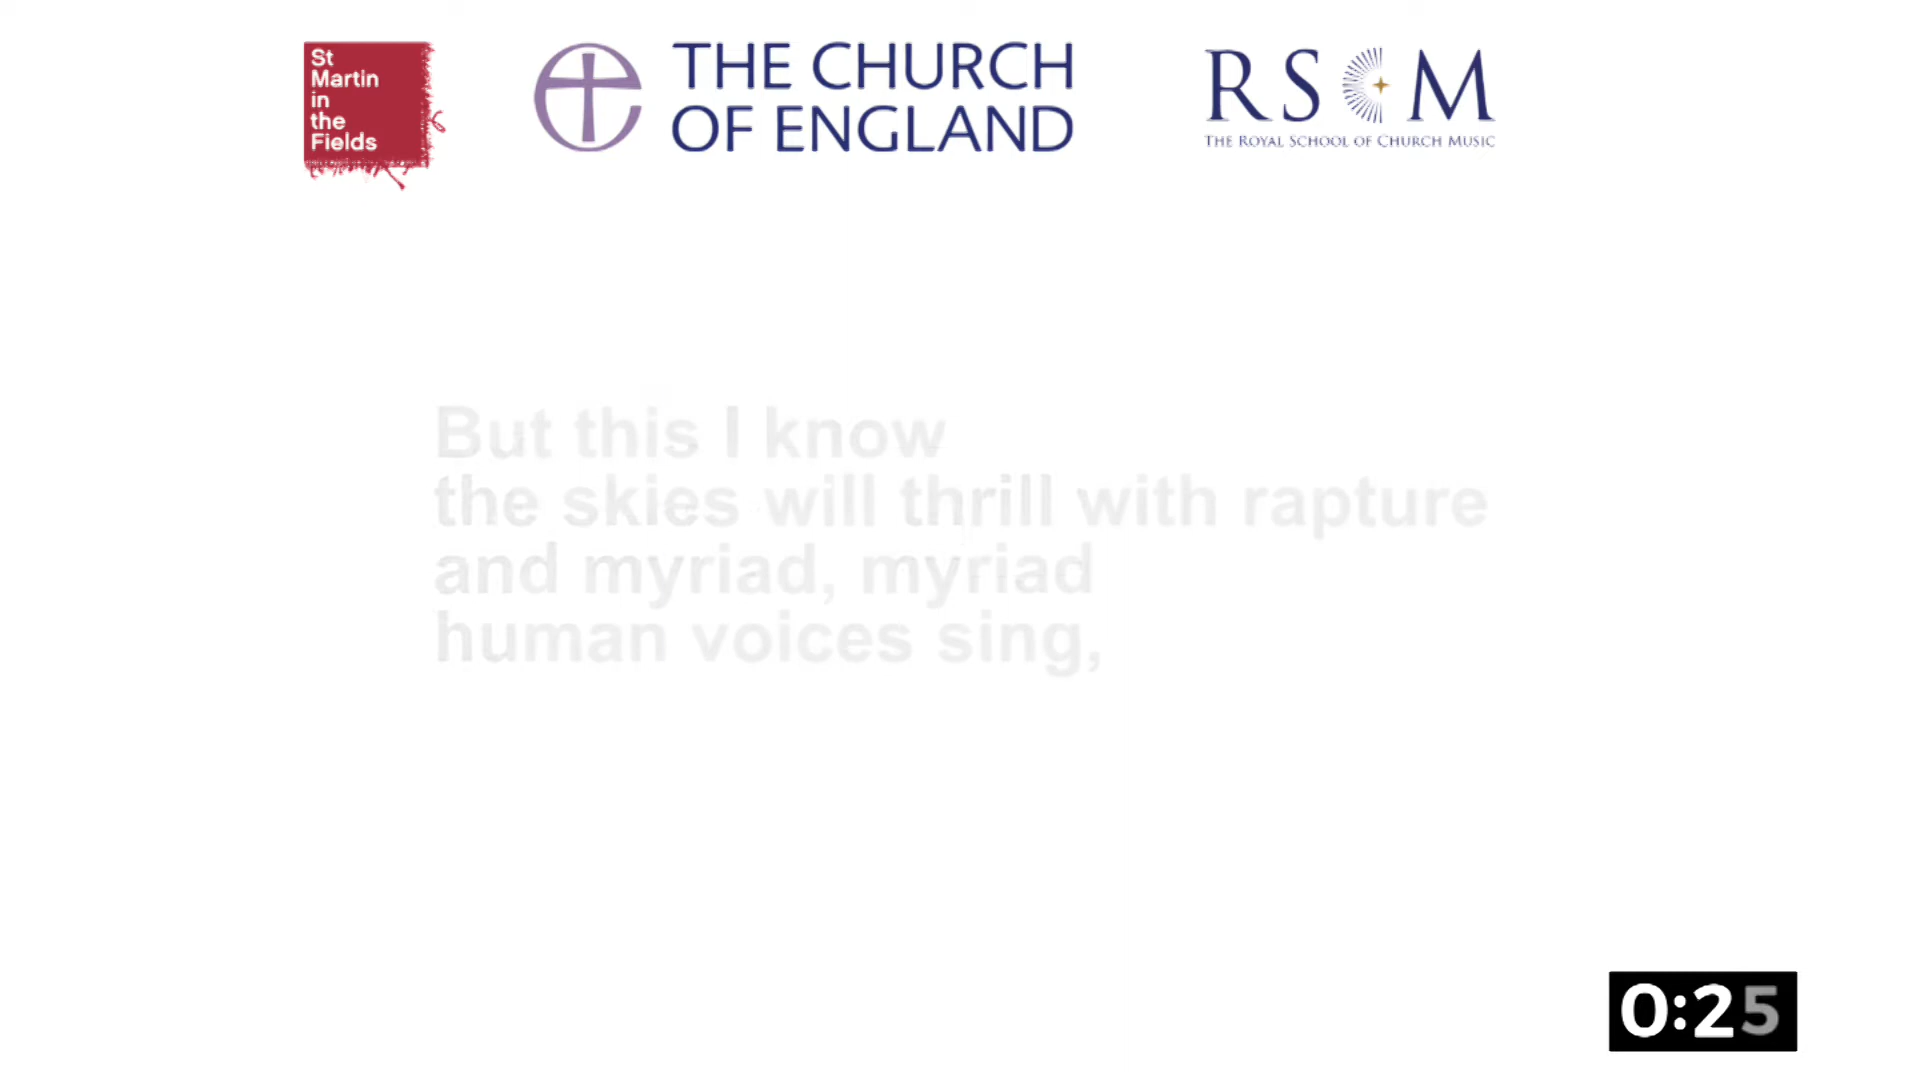 St
Martin
in
the
Fields
THE CHURCH
OF ENGLAND
RSCM
THE ROYAL SCHOOL OF CHURCH MUSIC
But this I know
the skies will thrill with rapture
and myriad, myriad
human voices sing,
0:25